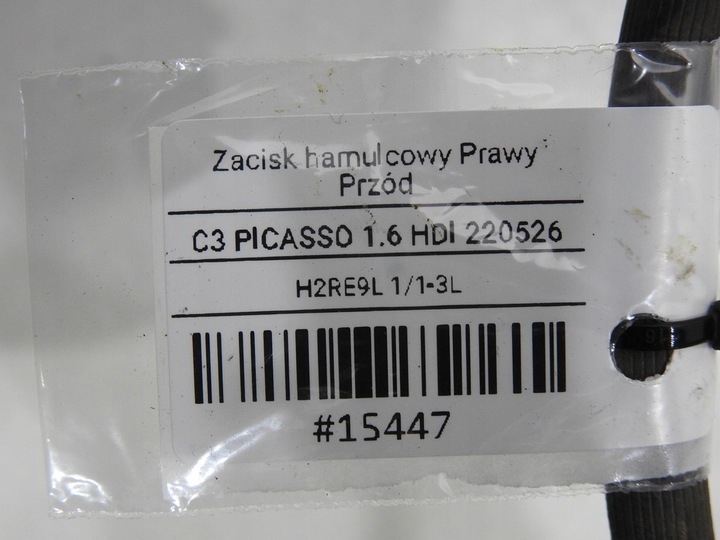 Zacisk hamulcowy Prawy
Przód
C3 PICASSO 1.6 HDI 220526
H2RE9L 1/1-3L
#15447